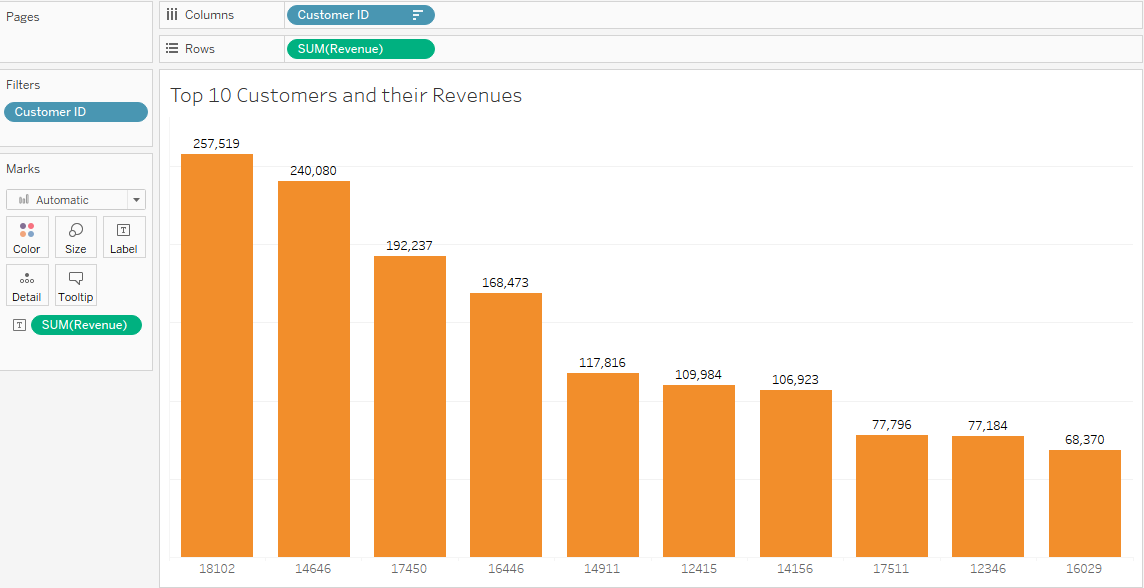 Pages
Columns
Customer ID
Rows
SUM(Revenue)
Filters
Customer ID
Marks
Automatic
Color Size Label
Detail Tooltip
SUM(Revenue)
Top 10 Customers and their Revenues
257,519
240,080
192,237
168,473
117,816
109,984
106,923
77,796
77,184
68,370
18102 14646 17450 16446 14911 12415 14156 17511 12346 16029